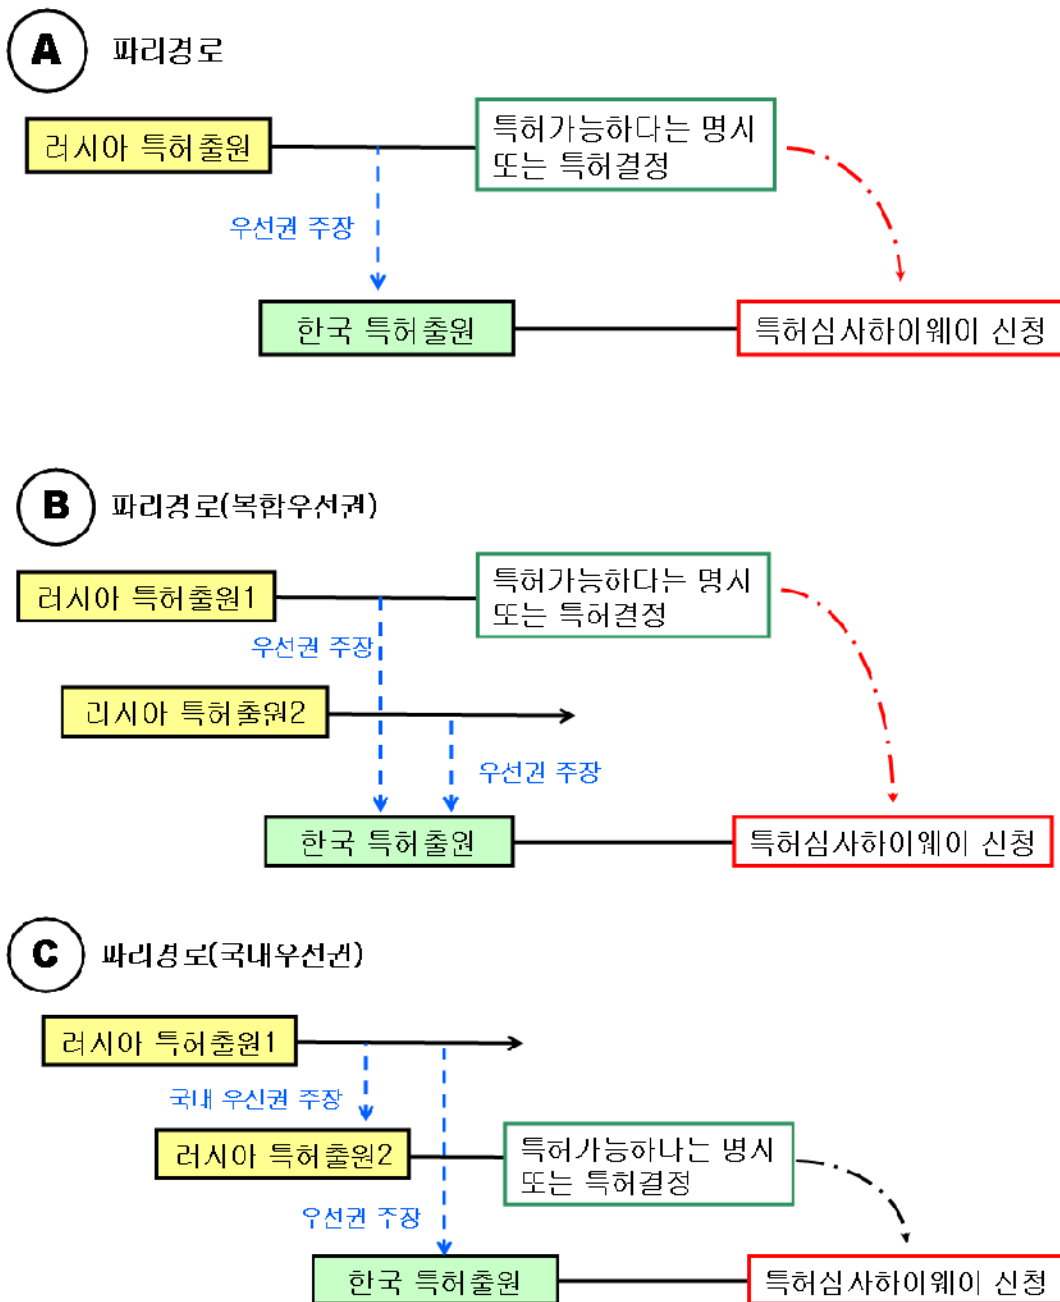 A 파리경로
러시아 특허출원
특허가능하다는 명시
또는 특허결정
우선권 주장
한국 특허출원
특허심사하이웨이 신청
B 파리경로(복합우선권)
러시아 특허출원1
특허가능하다는 명시
또는 특허결정
우선권 주장
리시아 특허출원2
우선권 주장
한국 특허출원
특허심사하이웨이 신청
C 파리경로(국내우선권)
러시아 특허출원1
국내 우선권 주장
러시아 특허출원2
특허가능하나는 명시
또는 특허결정
우선권 주장
한국 특허출원
특허심사하이웨이 신청